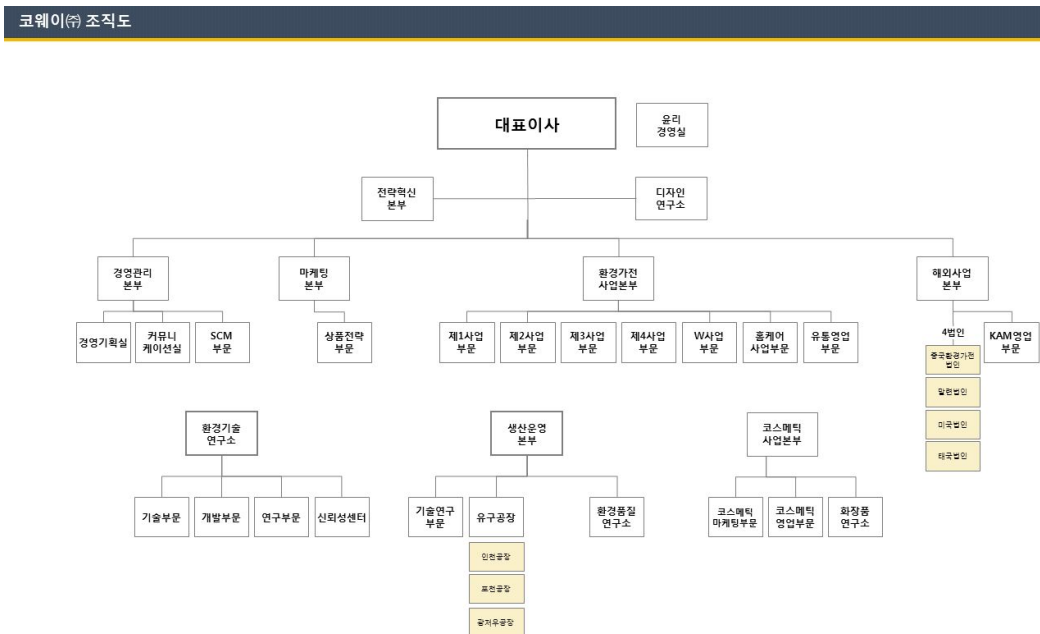 코웨이㈜ 조직도
대표이사
윤리
경영실
전략혁신
본부
디자인
연구소
경영관리
본부
마케팅
본부
환경가전
사업본부
해외사업
본부
경영기획실
커뮤니
케이션실
SCM
부문
상품전략
부문
제1사업
부문
제2사업
부문
제3사업
부문
제4사업
부문
W사업
부문
홈케어
사업부문
유통영업
부문
4법인
중국환경가전
법인
말련법인
미국법인
태국법인
KAM영업
부문
환경기술
연구소
생산운영
본부
코스메틱
사업본부
기술부문
개발부문
연구부문
신뢰성센터
기술연구
부문
유구공장
인천공장
포천공장
광저우공장
환경품질
연구소
코스메틱
마케팅부문
코스메틱
영업부문
화장품
연구소